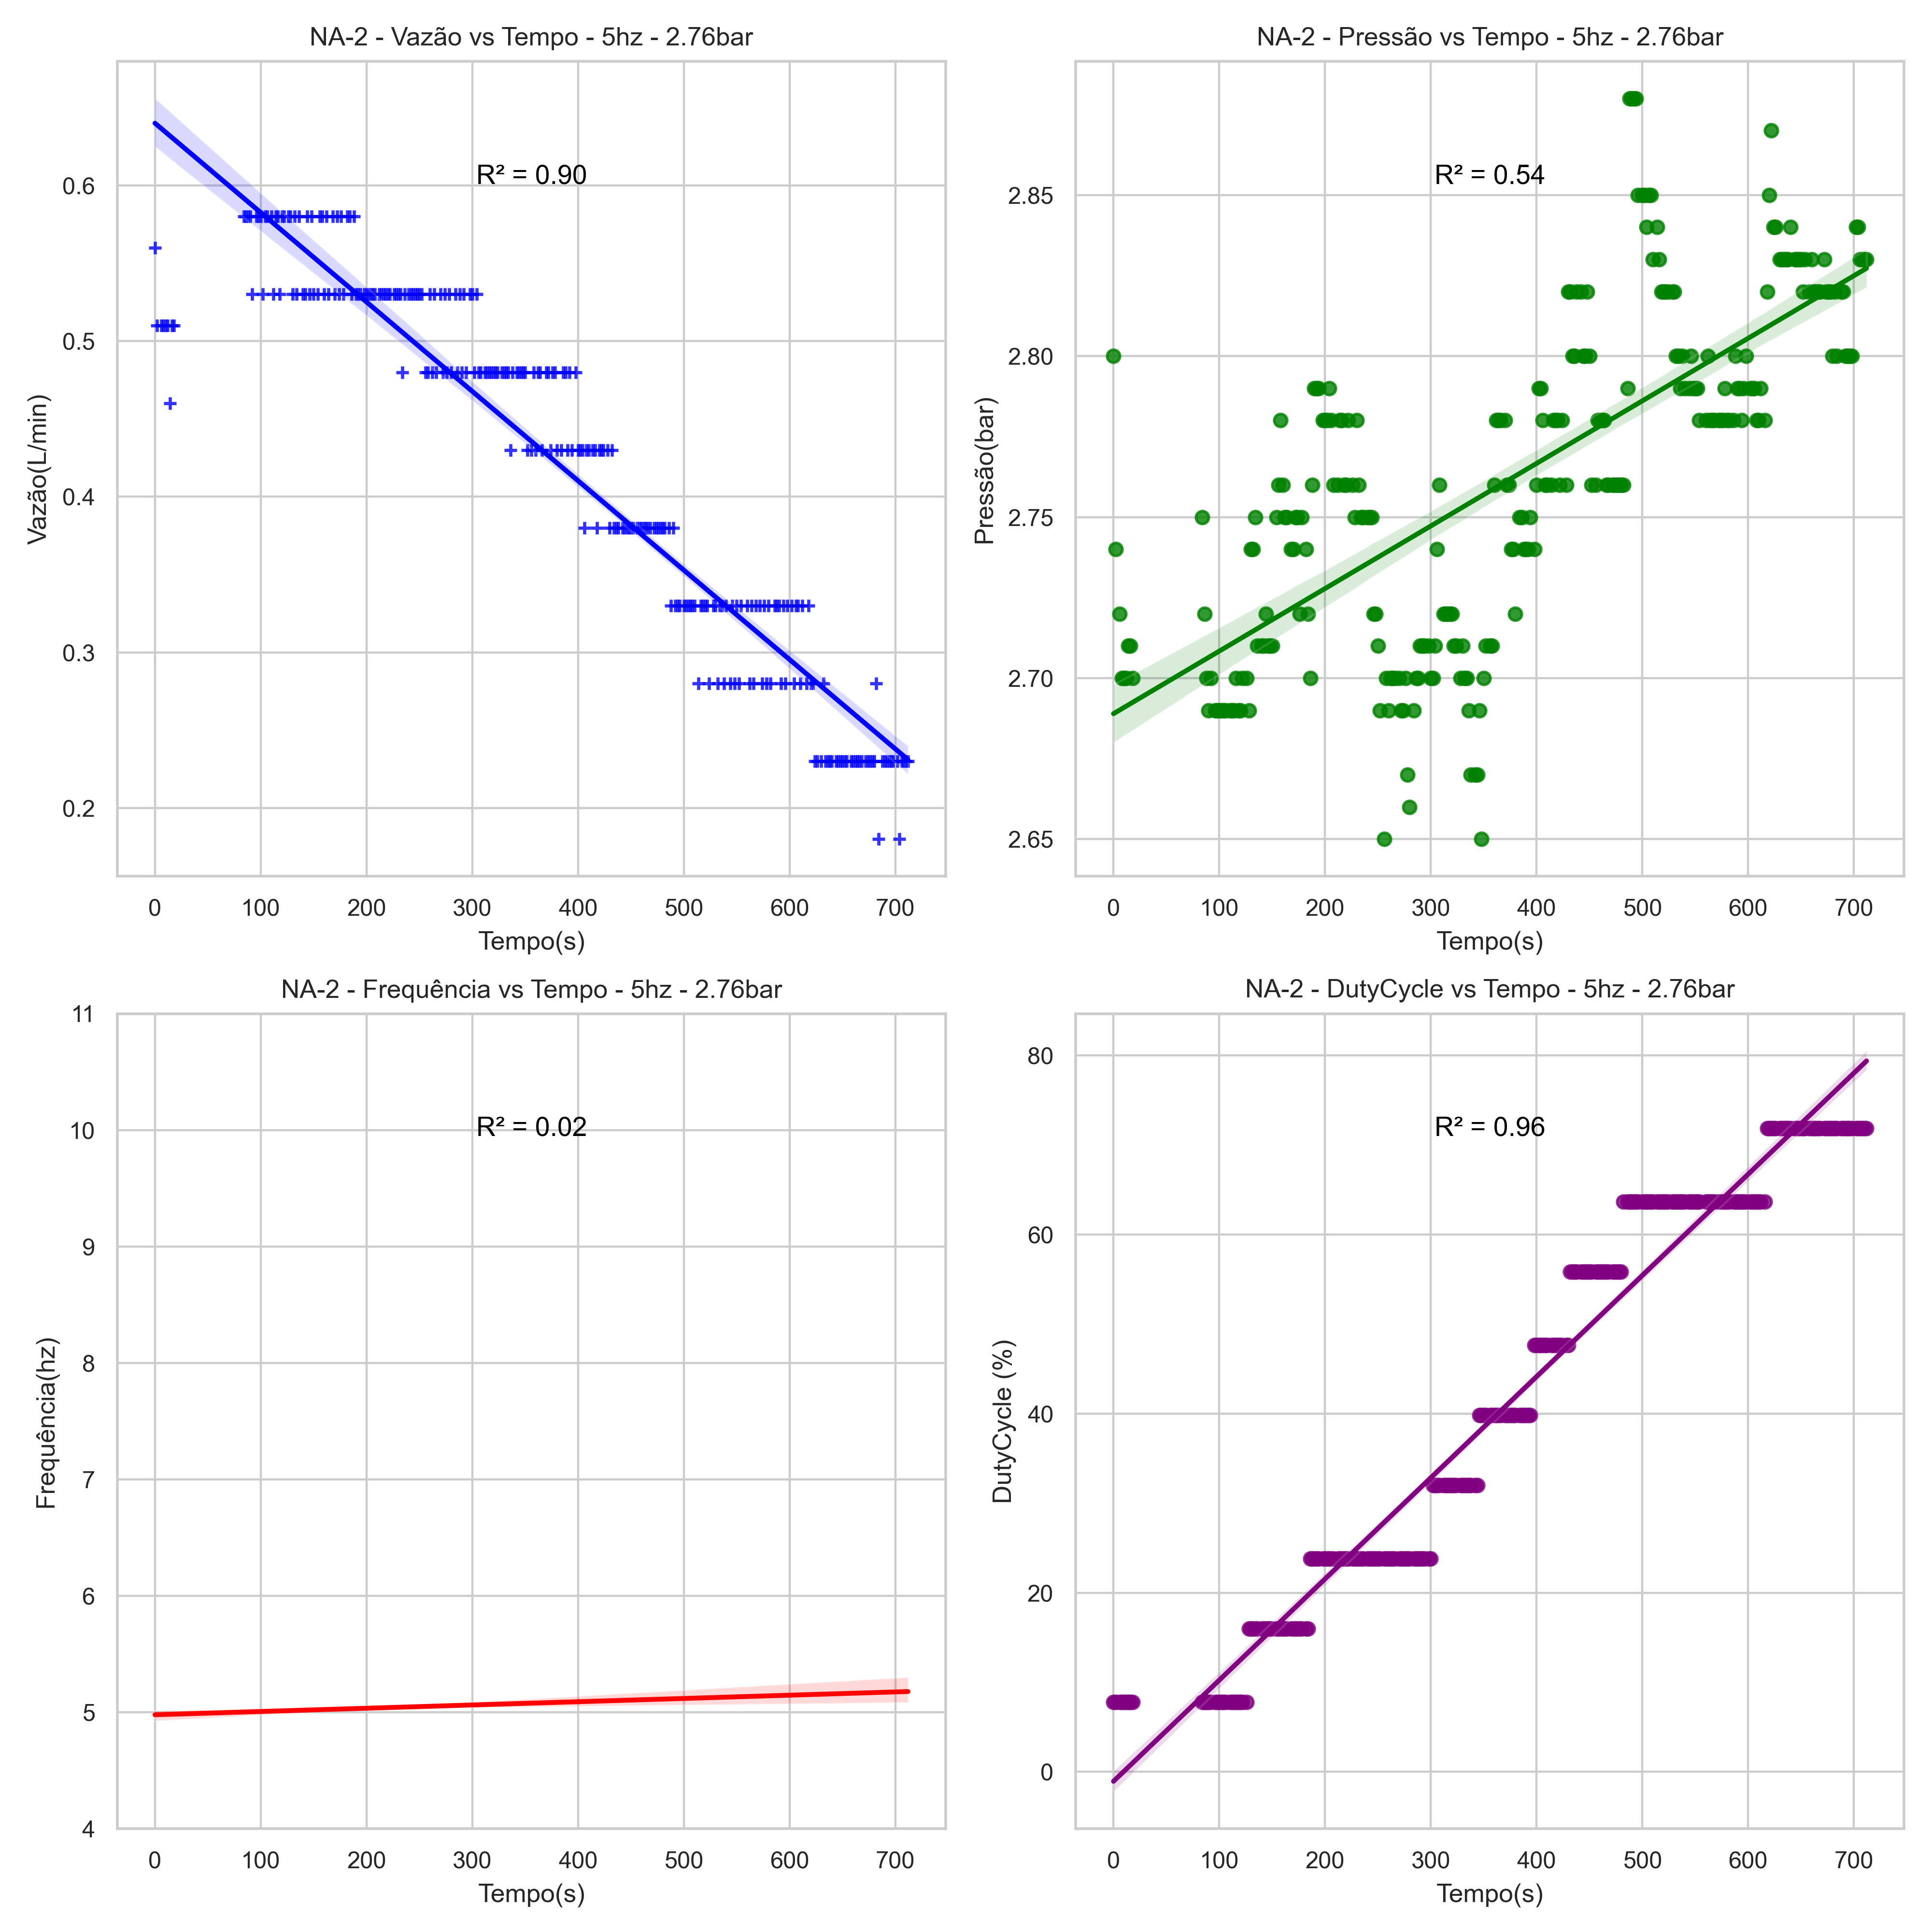 NA-2 - Vazão vs Tempo - 5hz - 2.76bar
R² = 0.90
0.6
0.5
0.4
0.3
0.2
Vazão(L/min)
0 100 200 300 400 500 600 700
Tempo(s)
NA-2 - Pressão vs Tempo - 5hz - 2.76bar
R² = 0.54
2.85
2.80
2.75
2.70
2.65
Pressão(bar)
0 100 200 300 400 500 600 700
Tempo(s)
NA-2 - Frequência vs Tempo - 5hz - 2.76bar
R² = 0.02
11
10
9
8
7
6
5
4
Frequência(hz)
0 100 200 300 400 500 600 700
Tempo(s)
NA-2 - DutyCycle vs Tempo - 5hz - 2.76bar
R² = 0.96
80
60
40
20
0
DutyCycle (%)
0 100 200 300 400 500 600 700
Tempo(s)